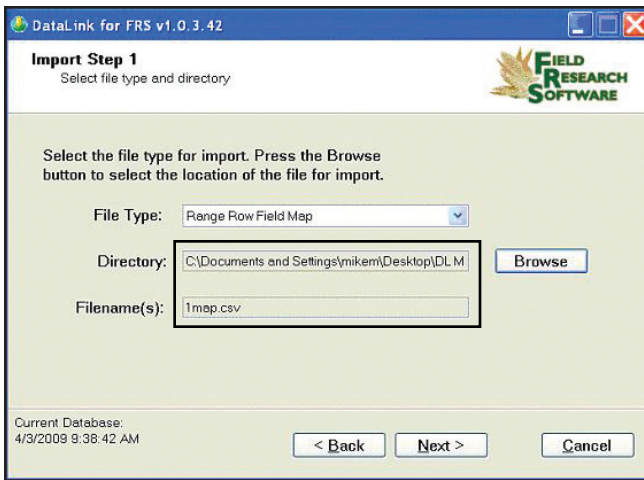 DataLink for FRS v1.0.3.42
Import Step 1
Select file type and directory
FIELD
RESEARCH
SOFTWARE
Select the file type for import. Press the Browse
button to select the location of the file for import.
File Type: Range Row Field Map
Directory: C:\Documents and Settings\mikem\Desktop\DL M Browse
Filename(s): 1map.csv
Current Database:
4/3/2009 9:38:42 AM
< Back Next > Cancel